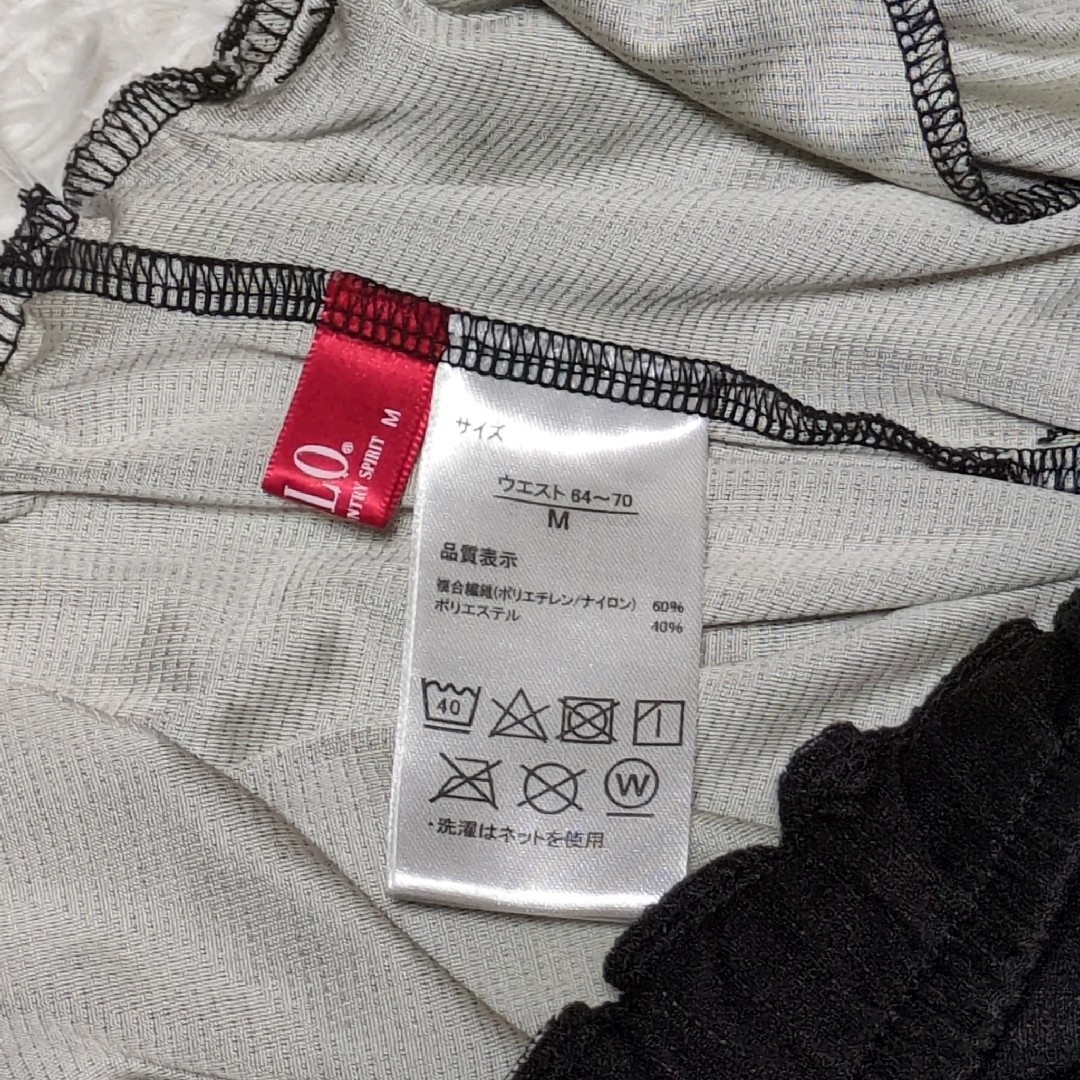 LO®
NTRY SPIRIT M
サイズ
ウエスト 64〜70
M
品質表示
複合繊維(ポリエチレン/ナイロン) 60%
ポリエステル 40%
40
W
・洗濯はネットを使用